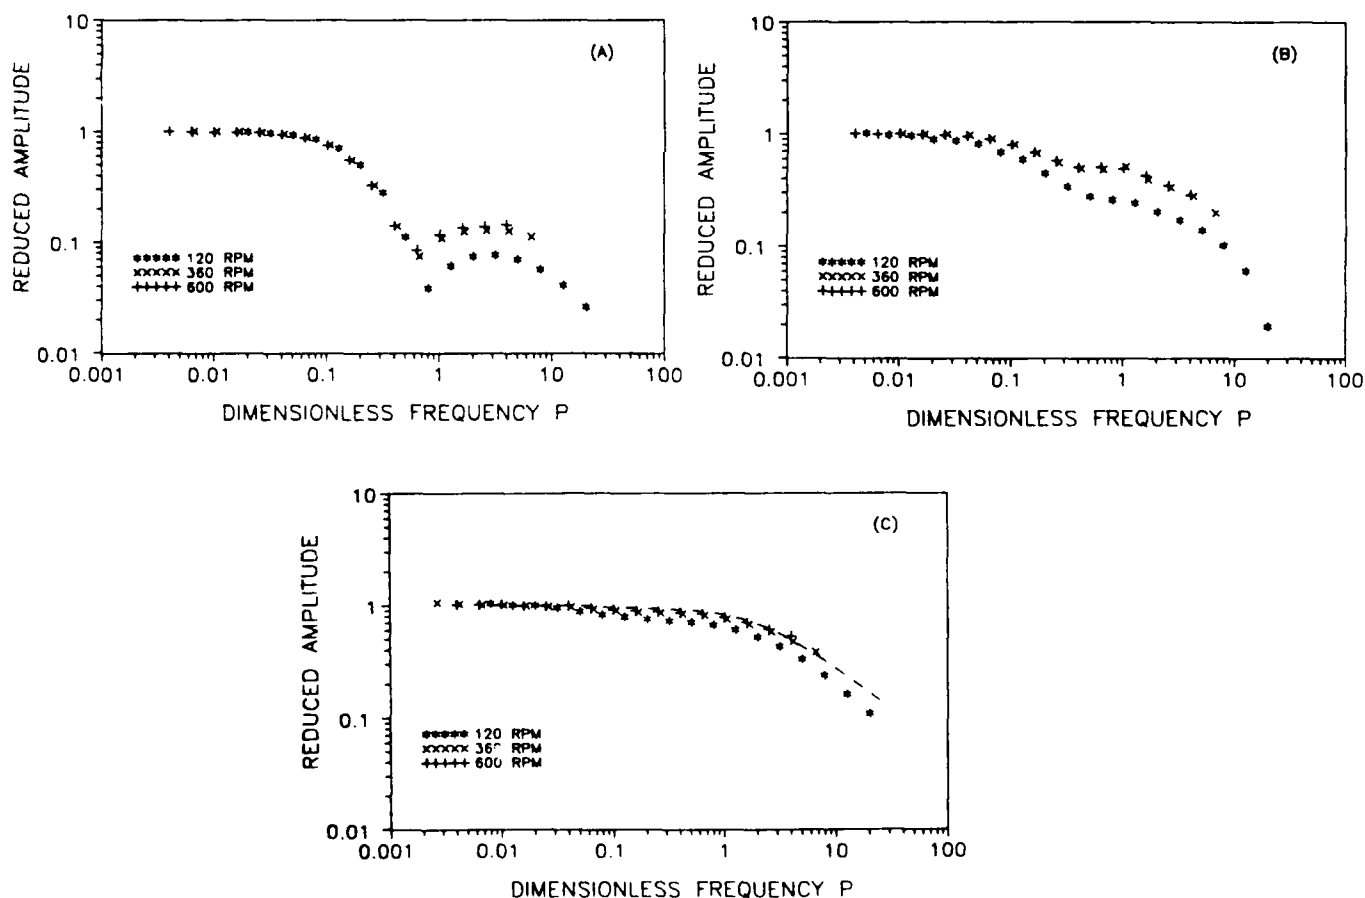 (A)
REDUCED AMPLITUDE
10
1
0.1
0.01
***** 120 RPM
××××× 360 RPM
+++++ 600 RPM
0.001
0.01
0.1
1
10
100
DIMENSIONLESS FREQUENCY P
(B)
REDUCED AMPLITUDE
10
1
0.1
0.01
***** 120 RPM
××××× 360 RPM
+++++ 600 RPM
0.001
0.01
0.1
1
10
100
DIMENSIONLESS FREQUENCY P
(C)
REDUCED AMPLITUDE
10
1
0.1
0.01
***** 120 RPM
××××× 360 RPM
+++++ 600 RPM
0.001
0.01
0.1
1
10
100
DIMENSIONLESS FREQUENCY P